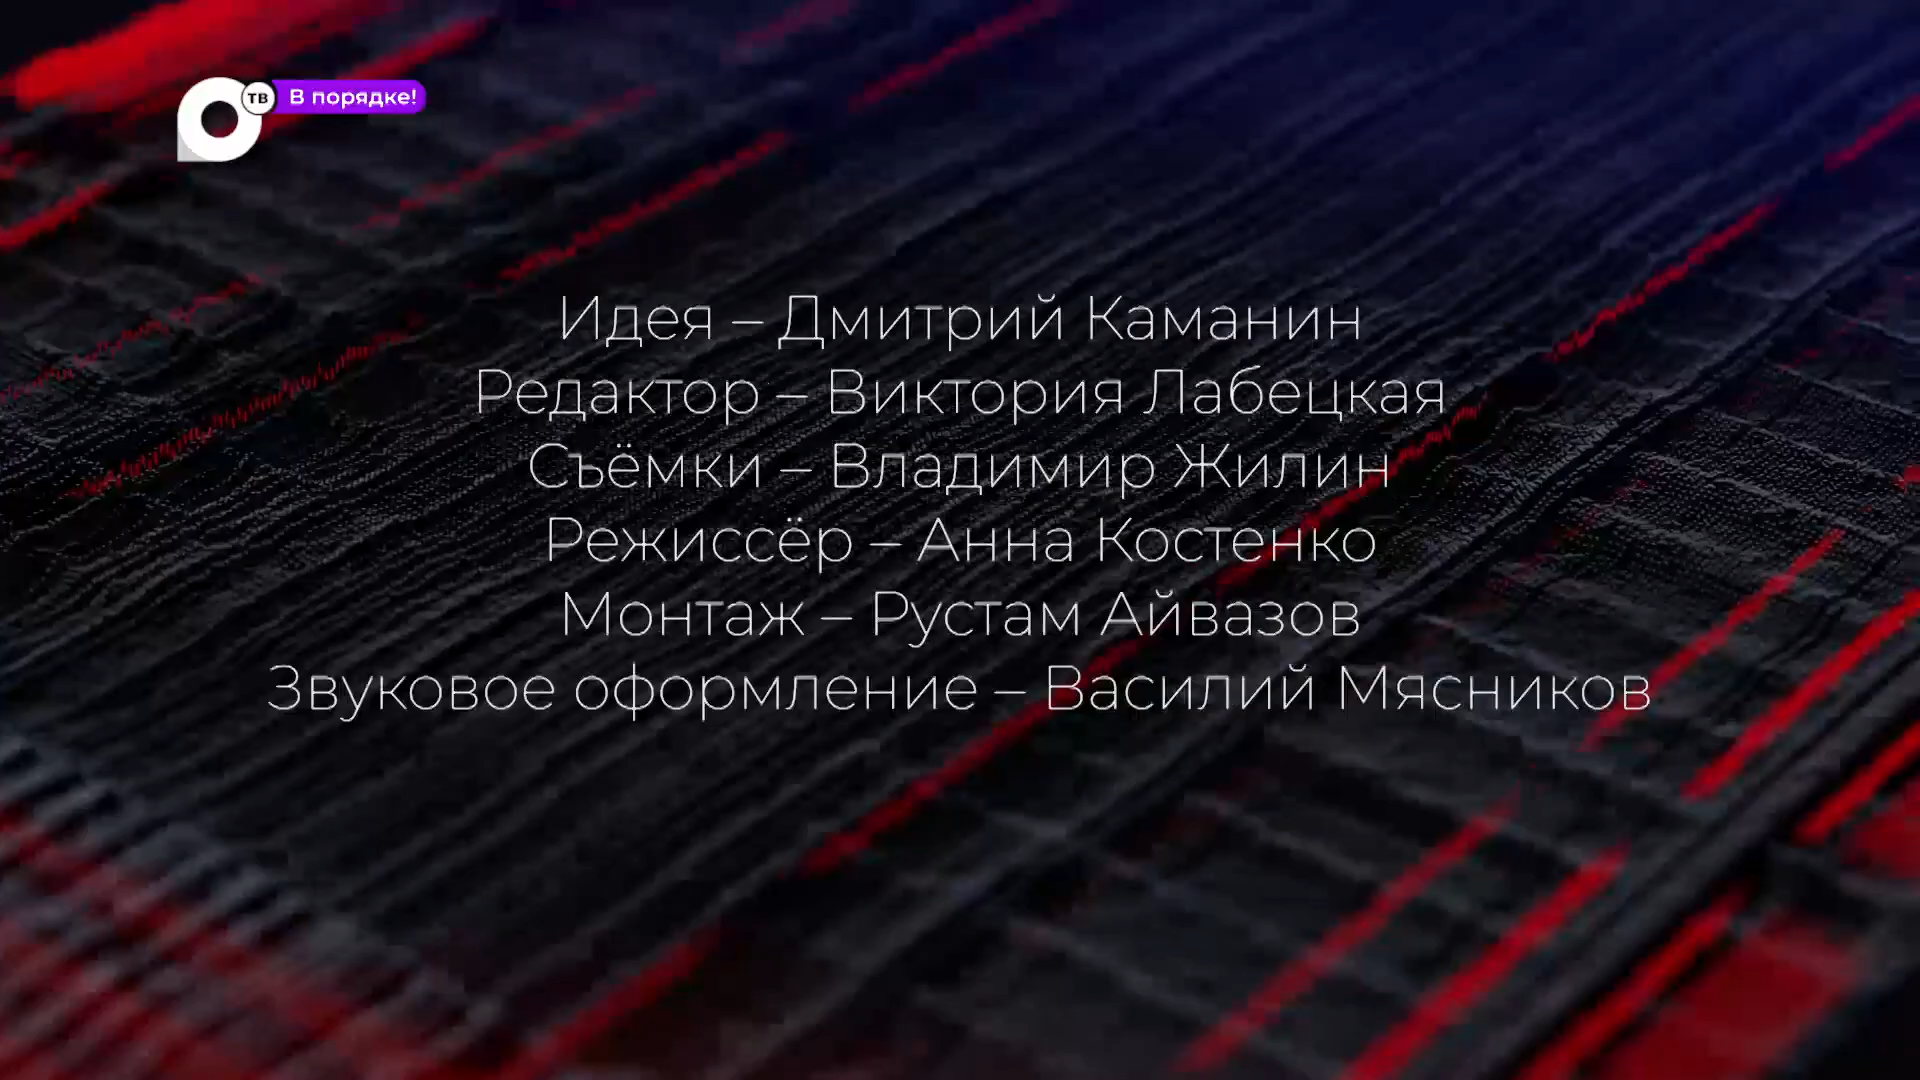 ТВ В порядке!
Идея – Дмитрий Каманин
Редактор – Виктория Лабецкая
Съёмки – Владимир Жилин
Режиссёр – Анна Костенко
Монтаж – Рустам Айвазов
Звуковое оформление – Василий Мясников